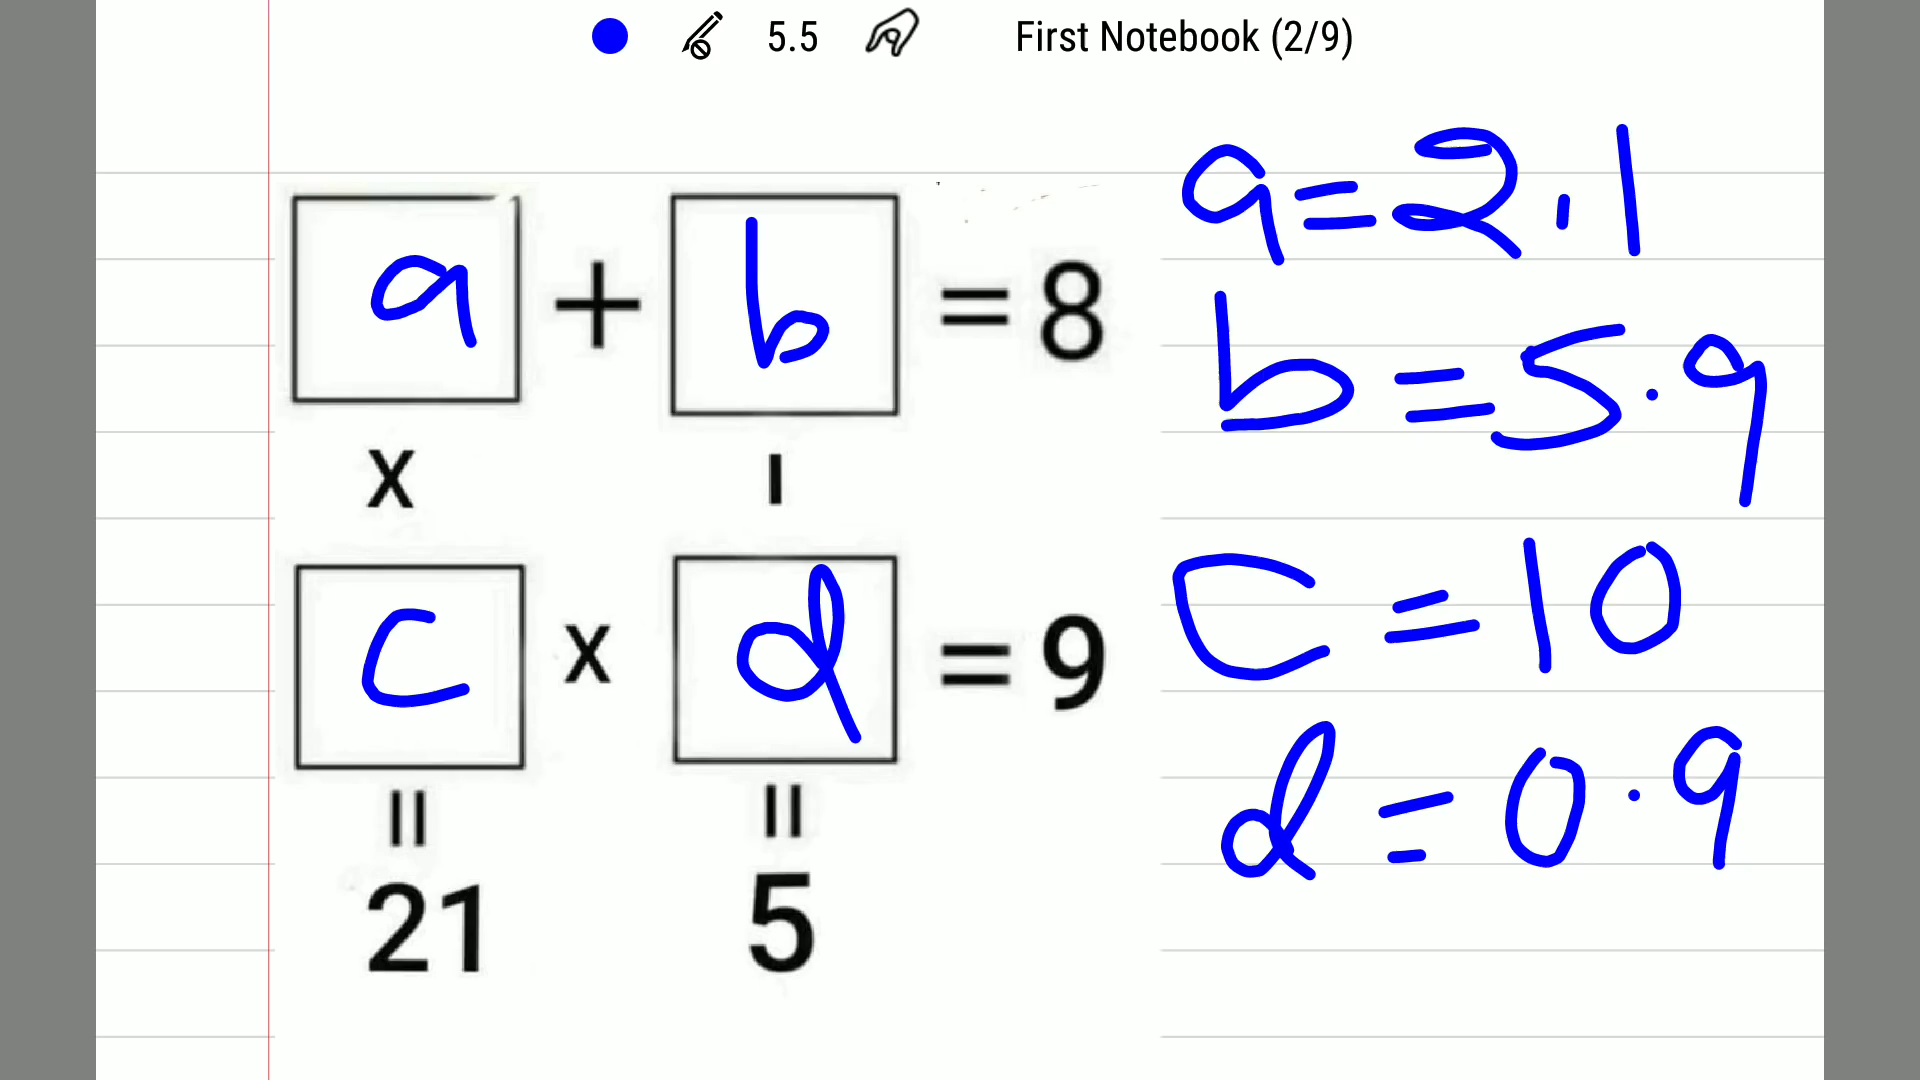 5.5 First Notebook (2/9)
a + b = 8
x -
c x d = 9
= =
21 5
a=2.1
b=5.9
c=10
d=0.9